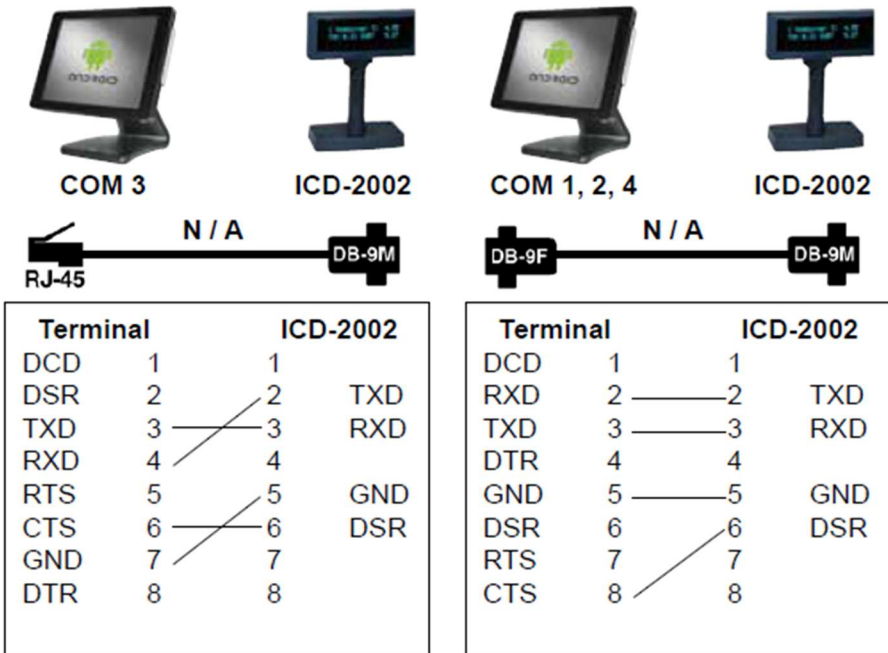 ANDROID
ANDROID
COM 3 ICD-2002
COM 1, 2, 4 ICD-2002
N / A
RJ-45
DB-9M
N / A
DB-9F
DB-9M
Terminal ICD-2002
DCD 1 1
DSR 2 2 TXD
TXD 3 3 RXD
RXD 4 4
RTS 5 5 GND
CTS 6 6 DSR
GND 7 7
DTR 8 8
Terminal ICD-2002
DCD 1 1
RXD 2 2 TXD
TXD 3 3 RXD
DTR 4 4
GND 5 5 GND
DSR 6 6 DSR
RTS 7 7
CTS 8 8